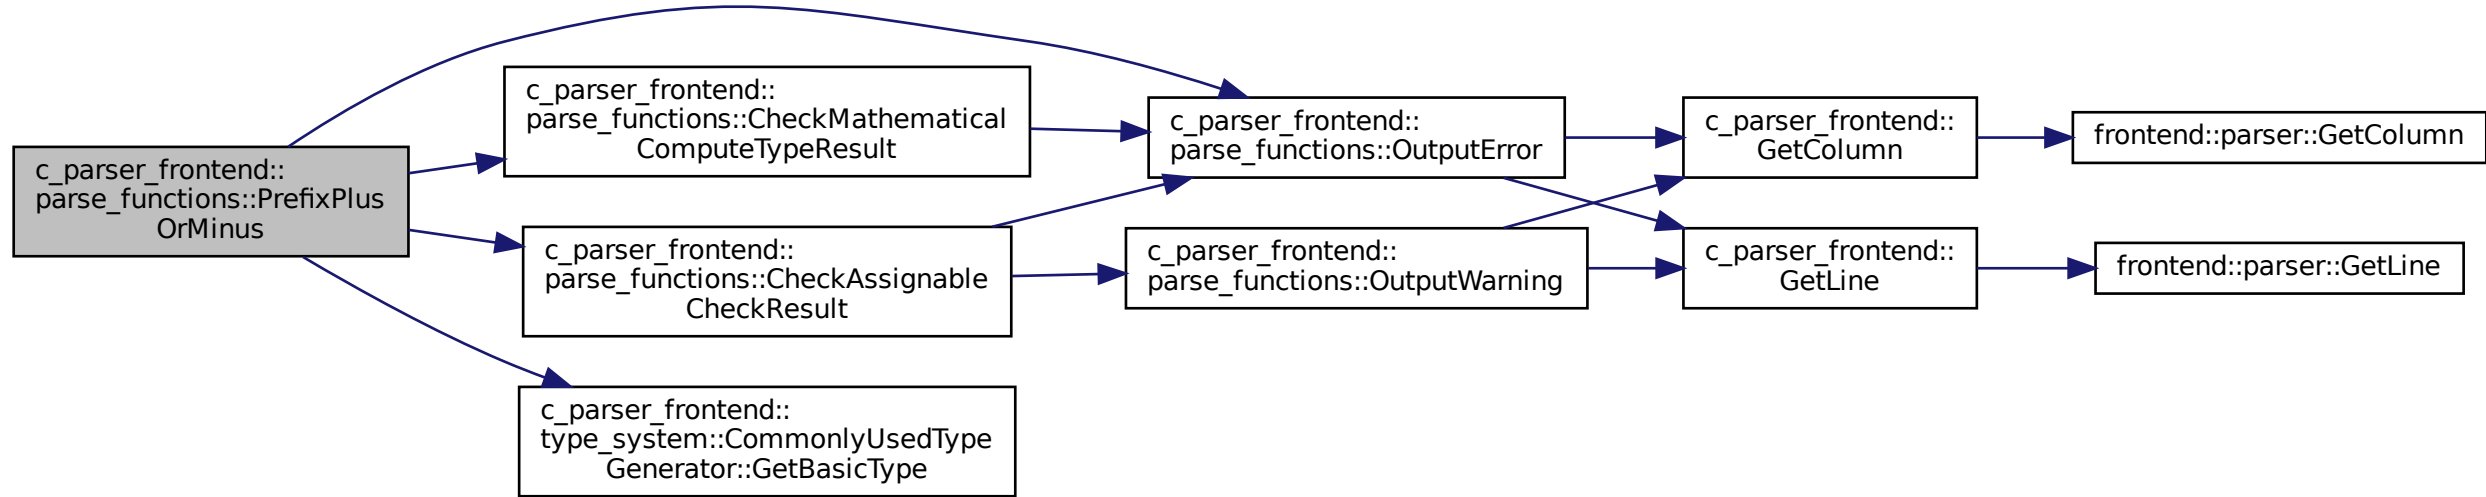 c_parser_frontend::
parse_functions::PrefixPlus
OrMinus
c_parser_frontend::
parse_functions::CheckMathematical
ComputeTypeResult
c_parser_frontend::
parse_functions::CheckAssignable
CheckResult
c_parser_frontend::
type_system::CommonlyUsedType
Generator::GetBasicType
c_parser_frontend::
parse_functions::OutputError
c_parser_frontend::
parse_functions::OutputWarning
c_parser_frontend::
GetColumn
c_parser_frontend::
GetLine
frontend::parser::GetColumn
frontend::parser::GetLine